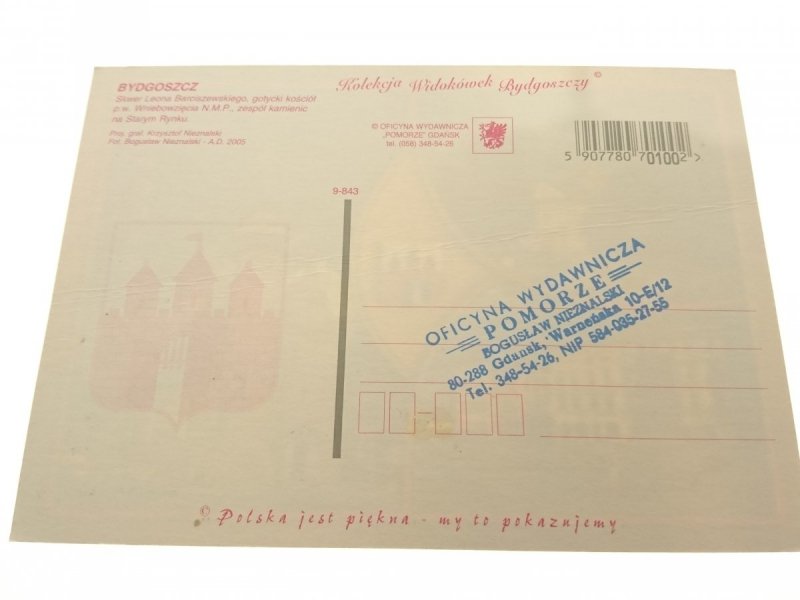 Kolekcja Widokówek Bydgoszczy ©
BYDGOSZCZ
Skwer Leona Barciszewskiego, gotycki kościół
p.w. Wniebowzięcia N.M.P., zespół kamienic
na Starym Rynku.
Proj. graf. Krzysztof Nieznalski
Fot. Bogusław Nieznalski - A.D. 2005
© OFICYNA WYDAWNICZA
„POMORZE" GDAŃSK
tel. (058) 348-54-26
5 907780 701002 >
9-843
OFICYNA WYDAWNICZA
POMORZE
BOGUSŁAW NIEZNALSKI
80-288 Gdańsk, Warneńska 10-E/12
Tel. 348-54-26, NIP 584-035-27-55
© Polska jest piękna - my to pokazujemy